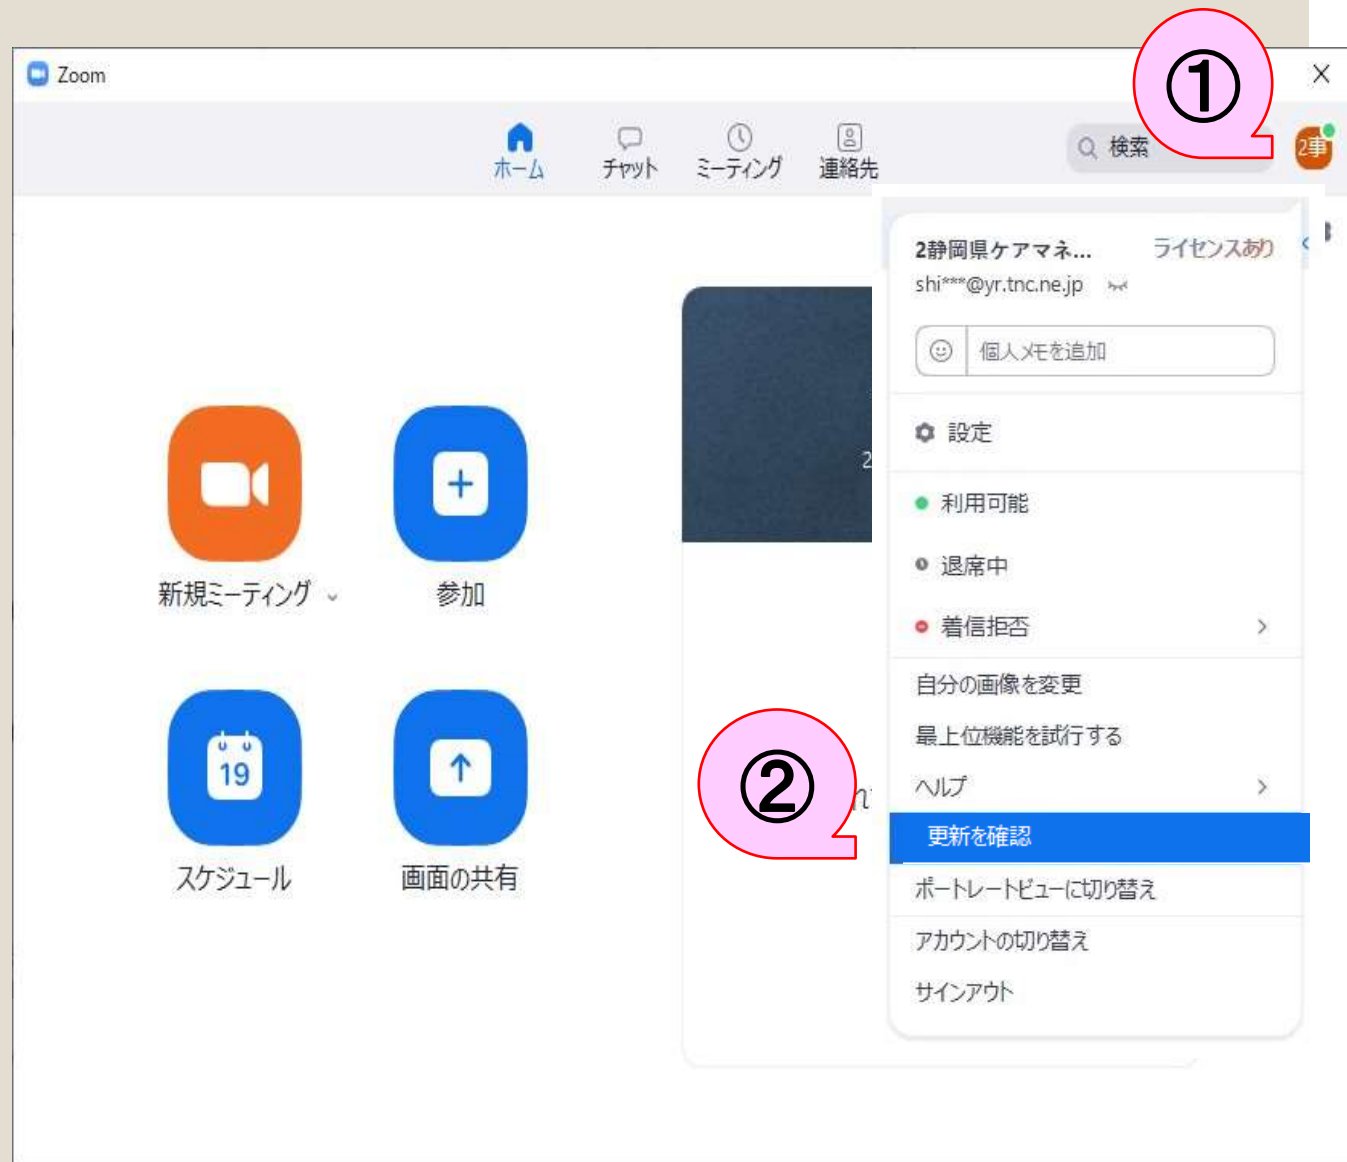 Zoom
①
ホーム
チャット
ミーティング
連絡先
検索
2事
2静岡県ケアマネ...
ライセンスあり
shi***@yr.tnc.ne.jp
個人メモを追加
設定
2
利用可能
退席中
着信拒否
新規ミーティング
参加
自分の画像を変更
最上位機能を試行する
②
ヘルプ
19
更新を確認
スケジュール
画面の共有
ポートレートビューに切り替え
アカウントの切り替え
サインアウト